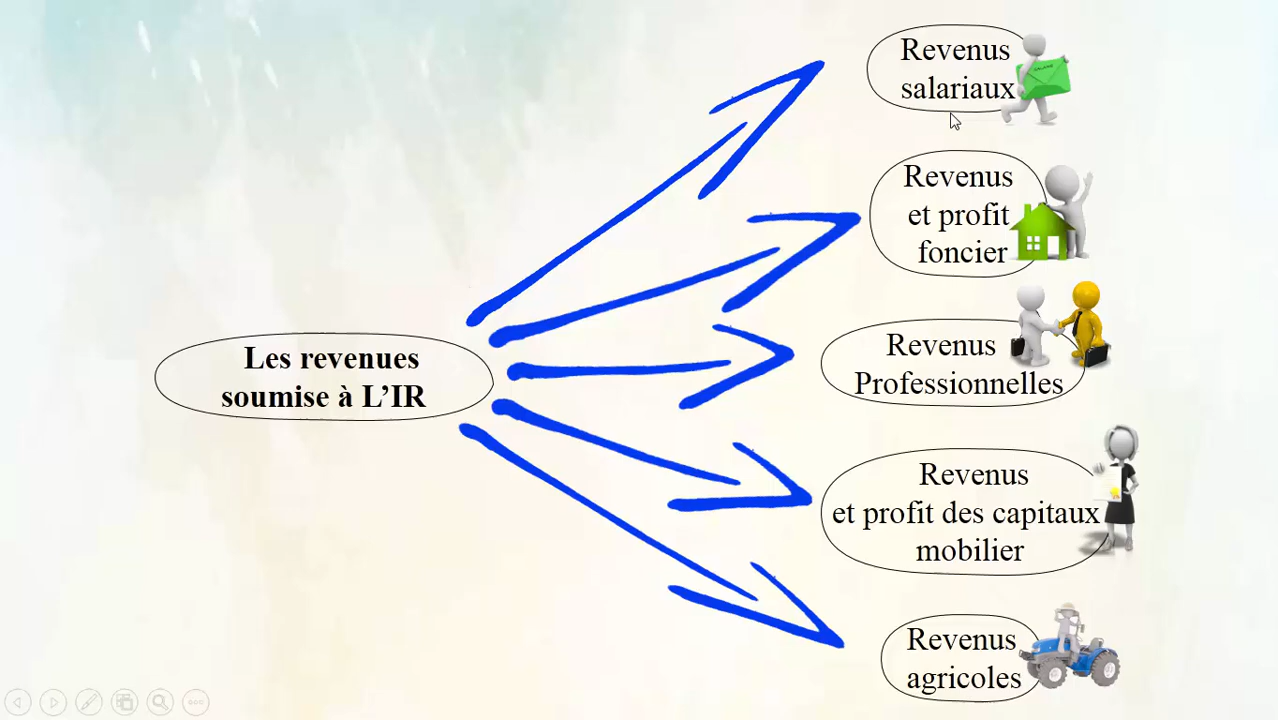 Revenus
salariaux
SALAIRE
Revenus
et profit
foncier
Les revenues
soumise à L’IR
Revenus
Professionnelles
Revenus
et profit des capitaux
mobilier
Revenus
agricoles